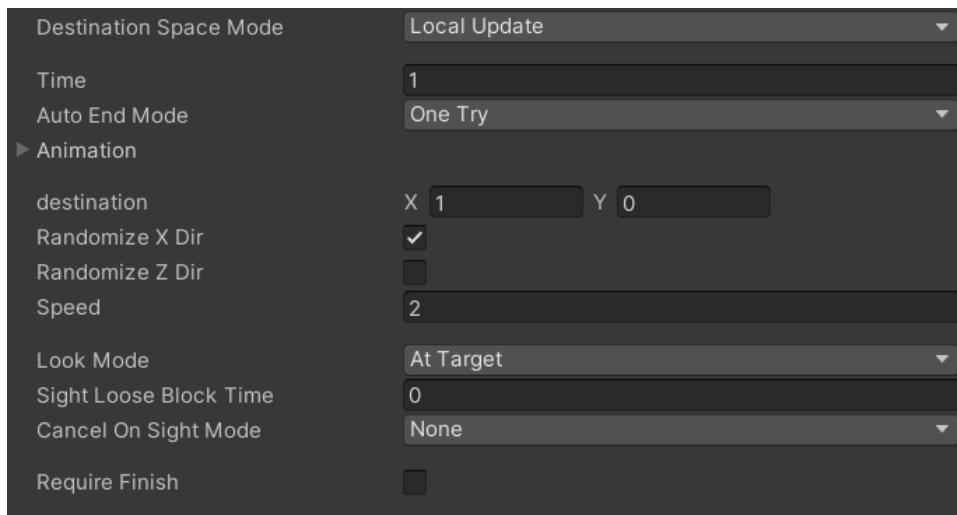 Destination Space Mode Local Update
Time 1
Auto End Mode One Try
Animation
destination X 1 Y 0
Randomize X Dir
Randomize Z Dir
Speed 2
Look Mode At Target
Sight Loose Block Time 0
Cancel On Sight Mode None
Require Finish